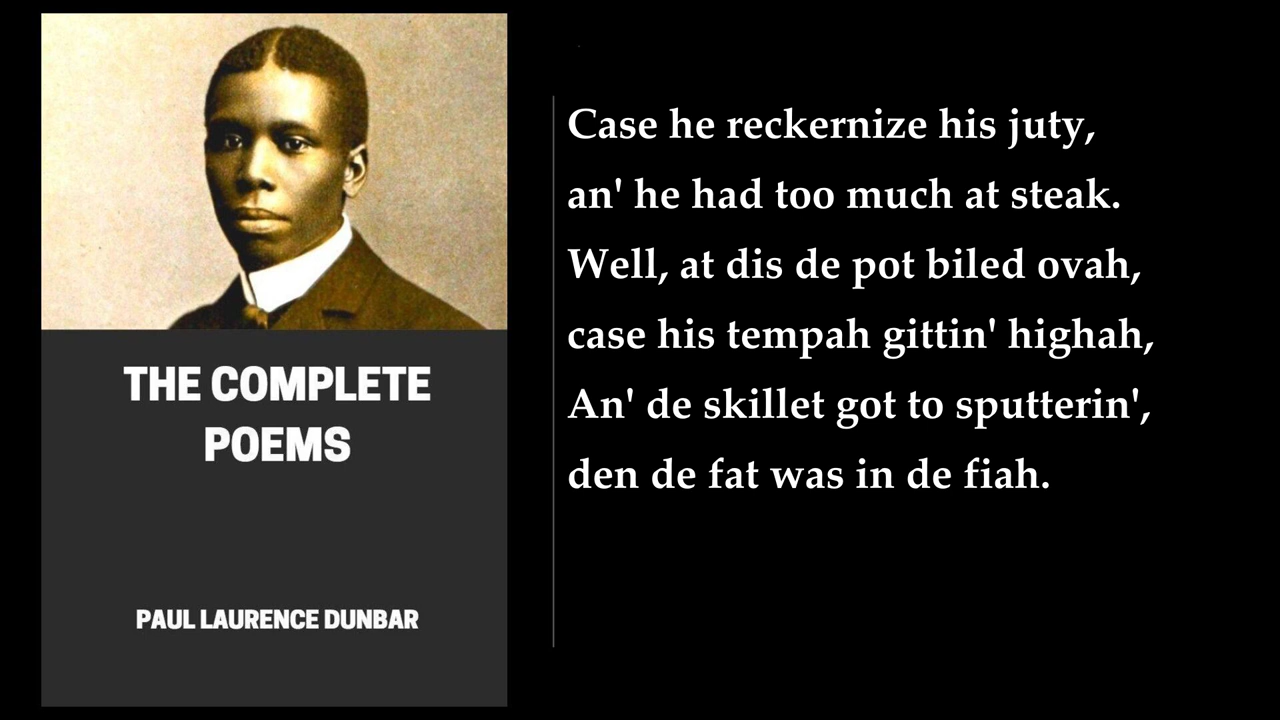 THE COMPLETE
POEMS
PAUL LAURENCE DUNBAR
Case he reckernize his juty,
an' he had too much at steak.
Well, at dis de pot biled ovah,
case his tempah gittin' highah,
An' de skillet got to sputterin',
den de fat was in de fiah.